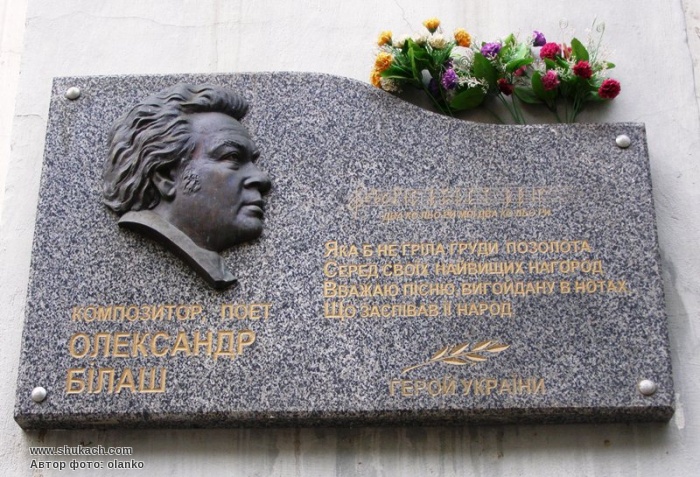 КОМПОЗИТОР, ПОЕТ
ОЛЕКСАНДР
БІЛАШ
ЯКА Б НЕ ГРІЛА ГРУДИ ПОЗОЛОТА
СЕРЕД СВОЇХ НАЙВИЩИХ НАГОРОД
ВВАЖАЮ ПІСНЮ, ВИГОЙДАНУ В НОТАХ,
ЩО ЗАСПІВАВ ЇЇ НАРОД
ГЕРОЙ УКРАЇНИ
www.shukach.com
Автор фото: olanko